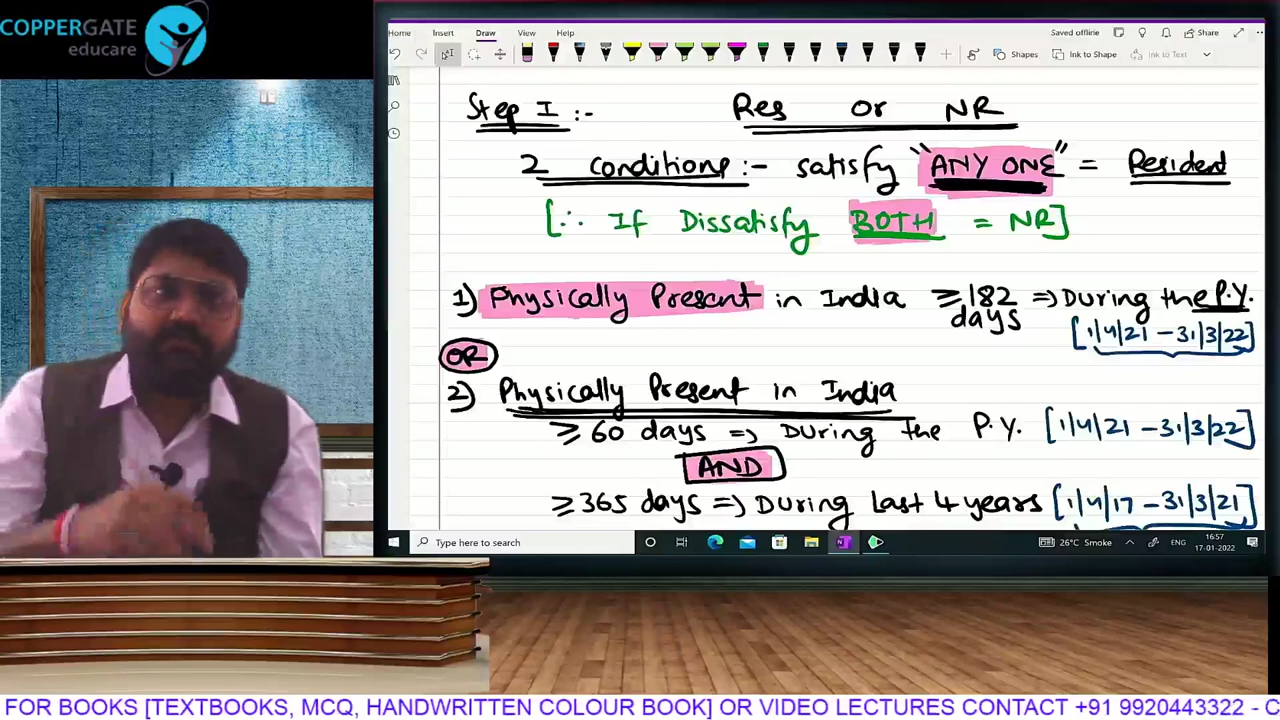 COPPERGATE
educare
Home Insert Draw View Help
Saved offline Share
Shapes Ink to Shape Ink to Text
Step I :- Res or NR
2 conditions :- satisfy "ANY ONE" = Resident
[∴ If Dissatisfy BOTH = NR]
1) Physically Present in India ≥182 days => During the P.Y.
[1/4/21 - 31/3/22]
OR
2) Physically Present in India
≥ 60 days => During the P.Y. [1/4/21 - 31/3/22]
AND
≥365 days => During last 4 years [1/4/17 - 31/3/21]
Type here to search
26°C Smoke ENG 16:57
17-01-2022
FOR BOOKS [TEXTBOOKS, MCQ, HANDWRITTEN COLOUR BOOK] OR VIDEO LECTURES CONTACT +91 9920443322 - C